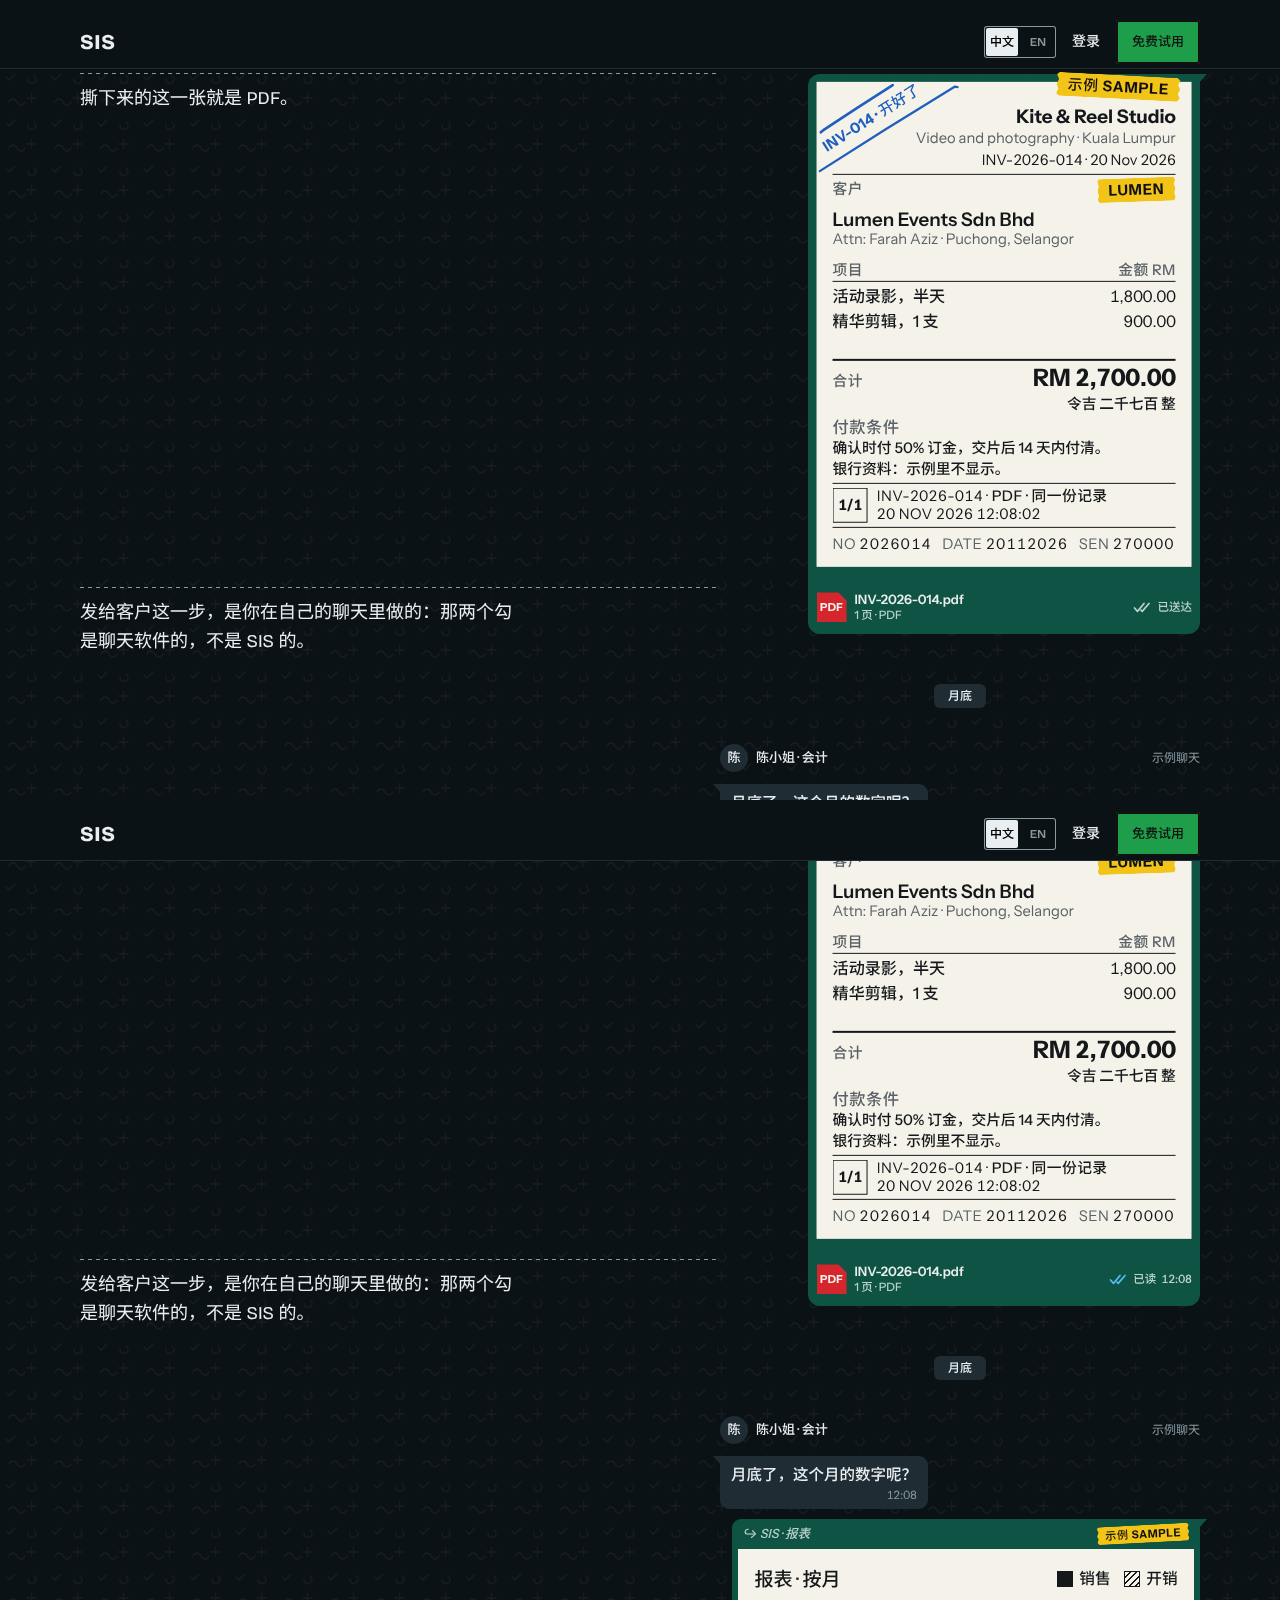 SIS
中文 EN 登录 免费试用
撕下来的这一张就是 PDF。
示例 SAMPLE
INV-014·开好了
Kite & Reel Studio
Video and photography·Kuala Lumpur
INV-2026-014·20 Nov 2026
客户
LUMEN
Lumen Events Sdn Bhd
Attn: Farah Aziz·Puchong, Selangor
项目 金额 RM
活动录影，半天 1,800.00
精华剪辑，1 支 900.00
合计 RM 2,700.00
令吉 二千七百 整
付款条件
确认时付 50% 订金，交片后 14 天内付清。
银行资料：示例里不显示。
1/1
INV-2026-014·PDF·同一份记录
20 NOV 2026 12:08:02
NO 2026014 DATE 20112026 SEN 270000
发给客户这一步，是你在自己的聊天里做的：那两个勾
是聊天软件的，不是 SIS 的。
PDF
INV-2026-014.pdf
1 页·PDF
已送达
月底
陈 陈小姐·会计 示例聊天
月底了，这个月的数字呢？
SIS
中文 EN 登录 免费试用
客户
LUMEN
Lumen Events Sdn Bhd
Attn: Farah Aziz·Puchong, Selangor
项目 金额 RM
活动录影，半天 1,800.00
精华剪辑，1 支 900.00
合计 RM 2,700.00
令吉 二千七百 整
付款条件
确认时付 50% 订金，交片后 14 天内付清。
银行资料：示例里不显示。
1/1
INV-2026-014·PDF·同一份记录
20 NOV 2026 12:08:02
NO 2026014 DATE 20112026 SEN 270000
发给客户这一步，是你在自己的聊天里做的：那两个勾
是聊天软件的，不是 SIS 的。
PDF
INV-2026-014.pdf
1 页·PDF
已读 12:08
月底
陈 陈小姐·会计 示例聊天
月底了，这个月的数字呢？
12:08
SIS·报表
示例 SAMPLE
报表·按月 销售 开销